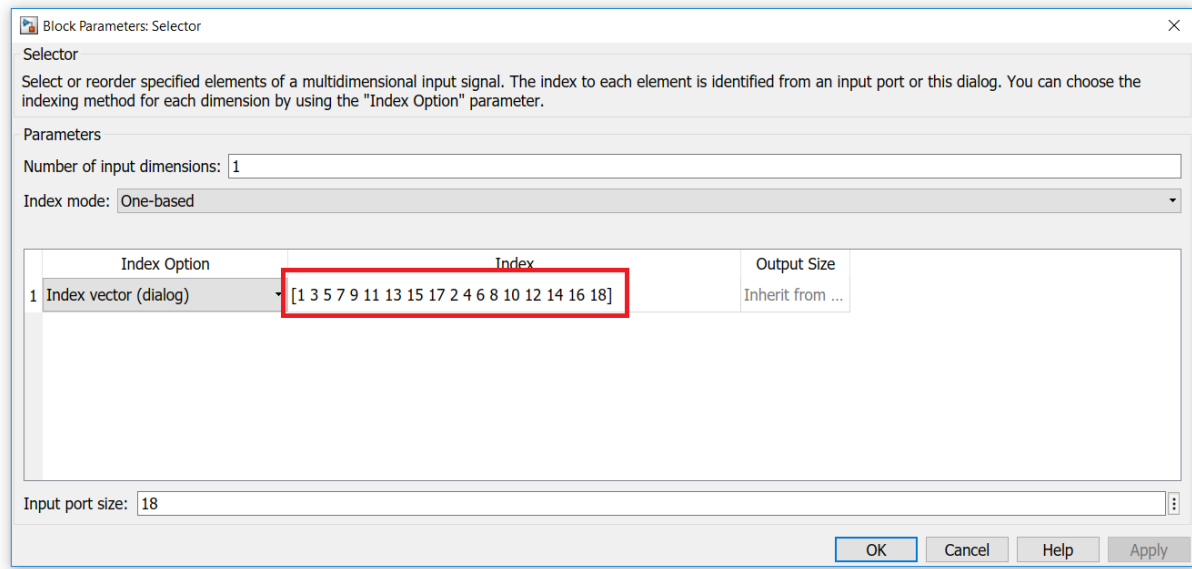 Block Parameters: Selector
Selector
Select or reorder specified elements of a multidimensional input signal. The index to each element is identified from an input port or this dialog. You can choose the
indexing method for each dimension by using the "Index Option" parameter.
Parameters
Number of input dimensions: 1
Index mode: One-based
Index Option Index Output Size
1 Index vector (dialog) [1 3 5 7 9 11 13 15 17 2 4 6 8 10 12 14 16 18] Inherit from ...
Input port size: 18
OK Cancel Help Apply